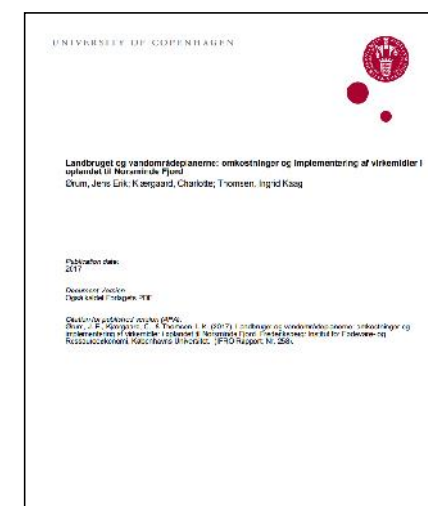 UNIVERSITY OF COPENHAGEN
Landbruget og vandområdeplanerne: omkostninger og implementering af virkemidler i
oplandet til Norsminde Fjord
Ørum, Jens Erik; Kjærgaard, Charlotte; Thomsen, Ingrid Kaag
Publication date:
2017
Document Version
Også kaldet Forlagets PDF
Citation for published version (APA):
Ørum, J. E., Kjærgaard, C., & Thomsen, I. K. (2017). Landbruget og vandområdeplanerne: omkostninger og
implementering af virkemidler i oplandet til Norsminde Fjord. Frederiksberg: Institut for Fødevare- og
Ressourceøkonomi, Københavns Universitet. (IFRO Rapport; Nr. 258).